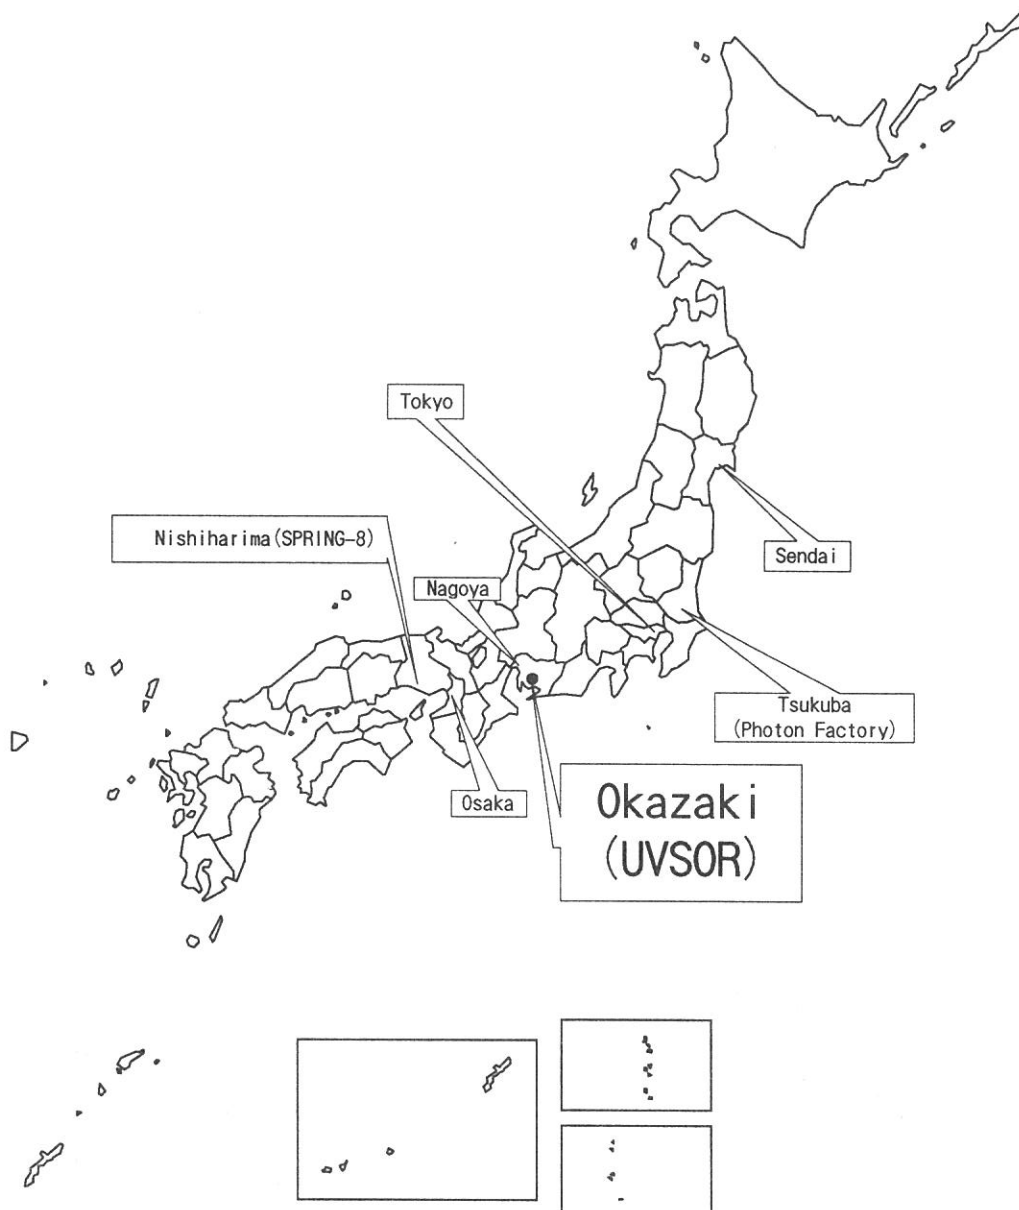 Tokyo
Nishiharima(SPRING-8)
Sendai
Nagoya
Tsukuba
(Photon Factory)
Osaka
Okazaki
(UVSOR)